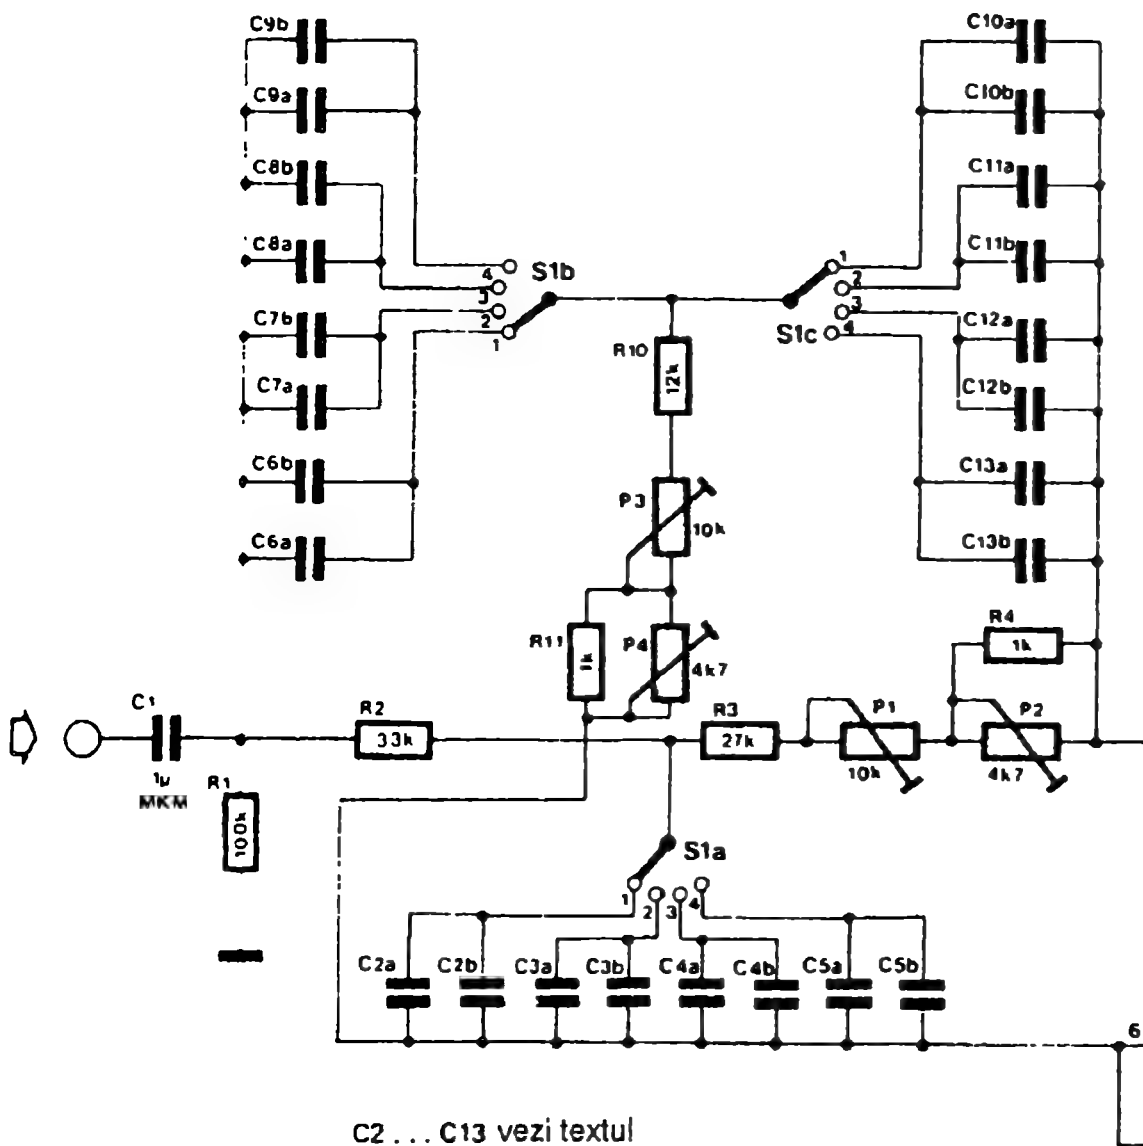 C9b
C10a
C9a
C10b
C8b
C11a
C8a
C11b
4
S1b
1
2
3
3
C7b
2
S1c
4
C12a
1
R10
12k
C7a
C12b
C6b
C13a
P3
10k
C6a
C13b
R11
1k
P4
4k7
R4
1k
C1
R2
33k
R3
27k
P1
10k
P2
4k7
1µ
MKM
R1
100k
S1a
1
2
3
4
C2a
C2b
C3a
C3b
C4a
C4b
C5a
C5b
6
C2 . . . C13 vezi textul